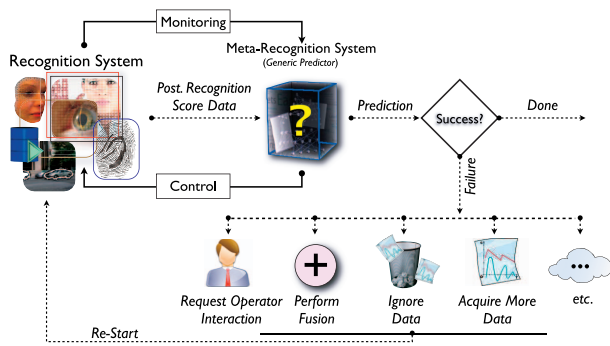 Monitoring
Meta-Recognition System
(Generic Predictor)
Recognition System
Post. Recognition
Score Data
?
Prediction
Success?
Done
Control
Failure
+
...
Request Operator
Interaction
Perform
Fusion
Ignore
Data
Acquire More
Data
etc.
Re-Start